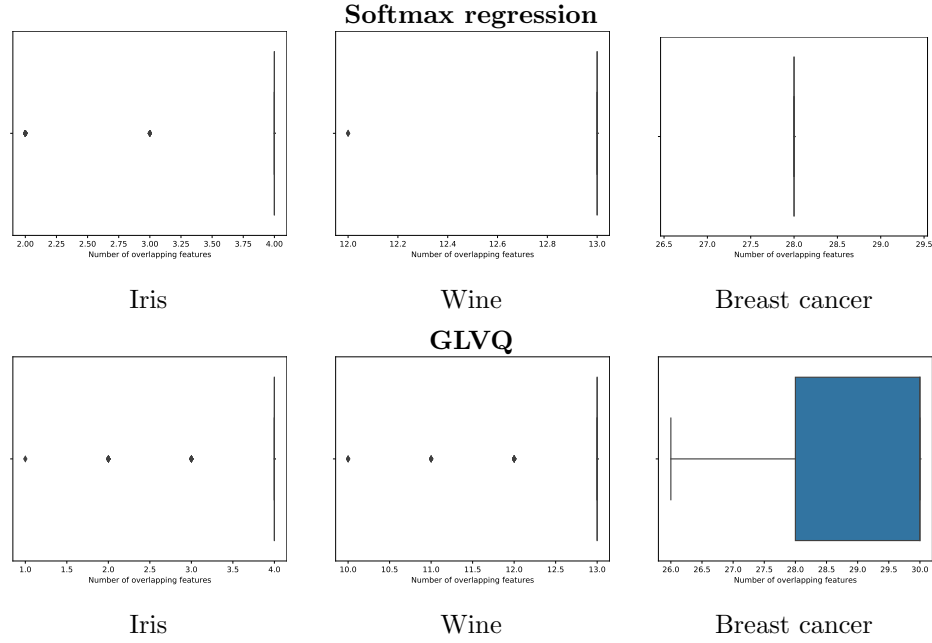 Softmax regression
2.00 2.25 2.50 2.75 3.00 3.25 3.50 3.75 4.00
Number of overlapping features
12.0 12.2 12.4 12.6 12.8 13.0
Number of overlapping features
26.5 27.0 27.5 28.0 28.5 29.0 29.5
Number of overlapping features
Iris Wine Breast cancer
GLVQ
1.0 1.5 2.0 2.5 3.0 3.5 4.0
Number of overlapping features
10.0 10.5 11.0 11.5 12.0 12.5 13.0
Number of overlapping features
26.0 26.5 27.0 27.5 28.0 28.5 29.0 29.5 30.0
Number of overlapping features
Iris Wine Breast cancer